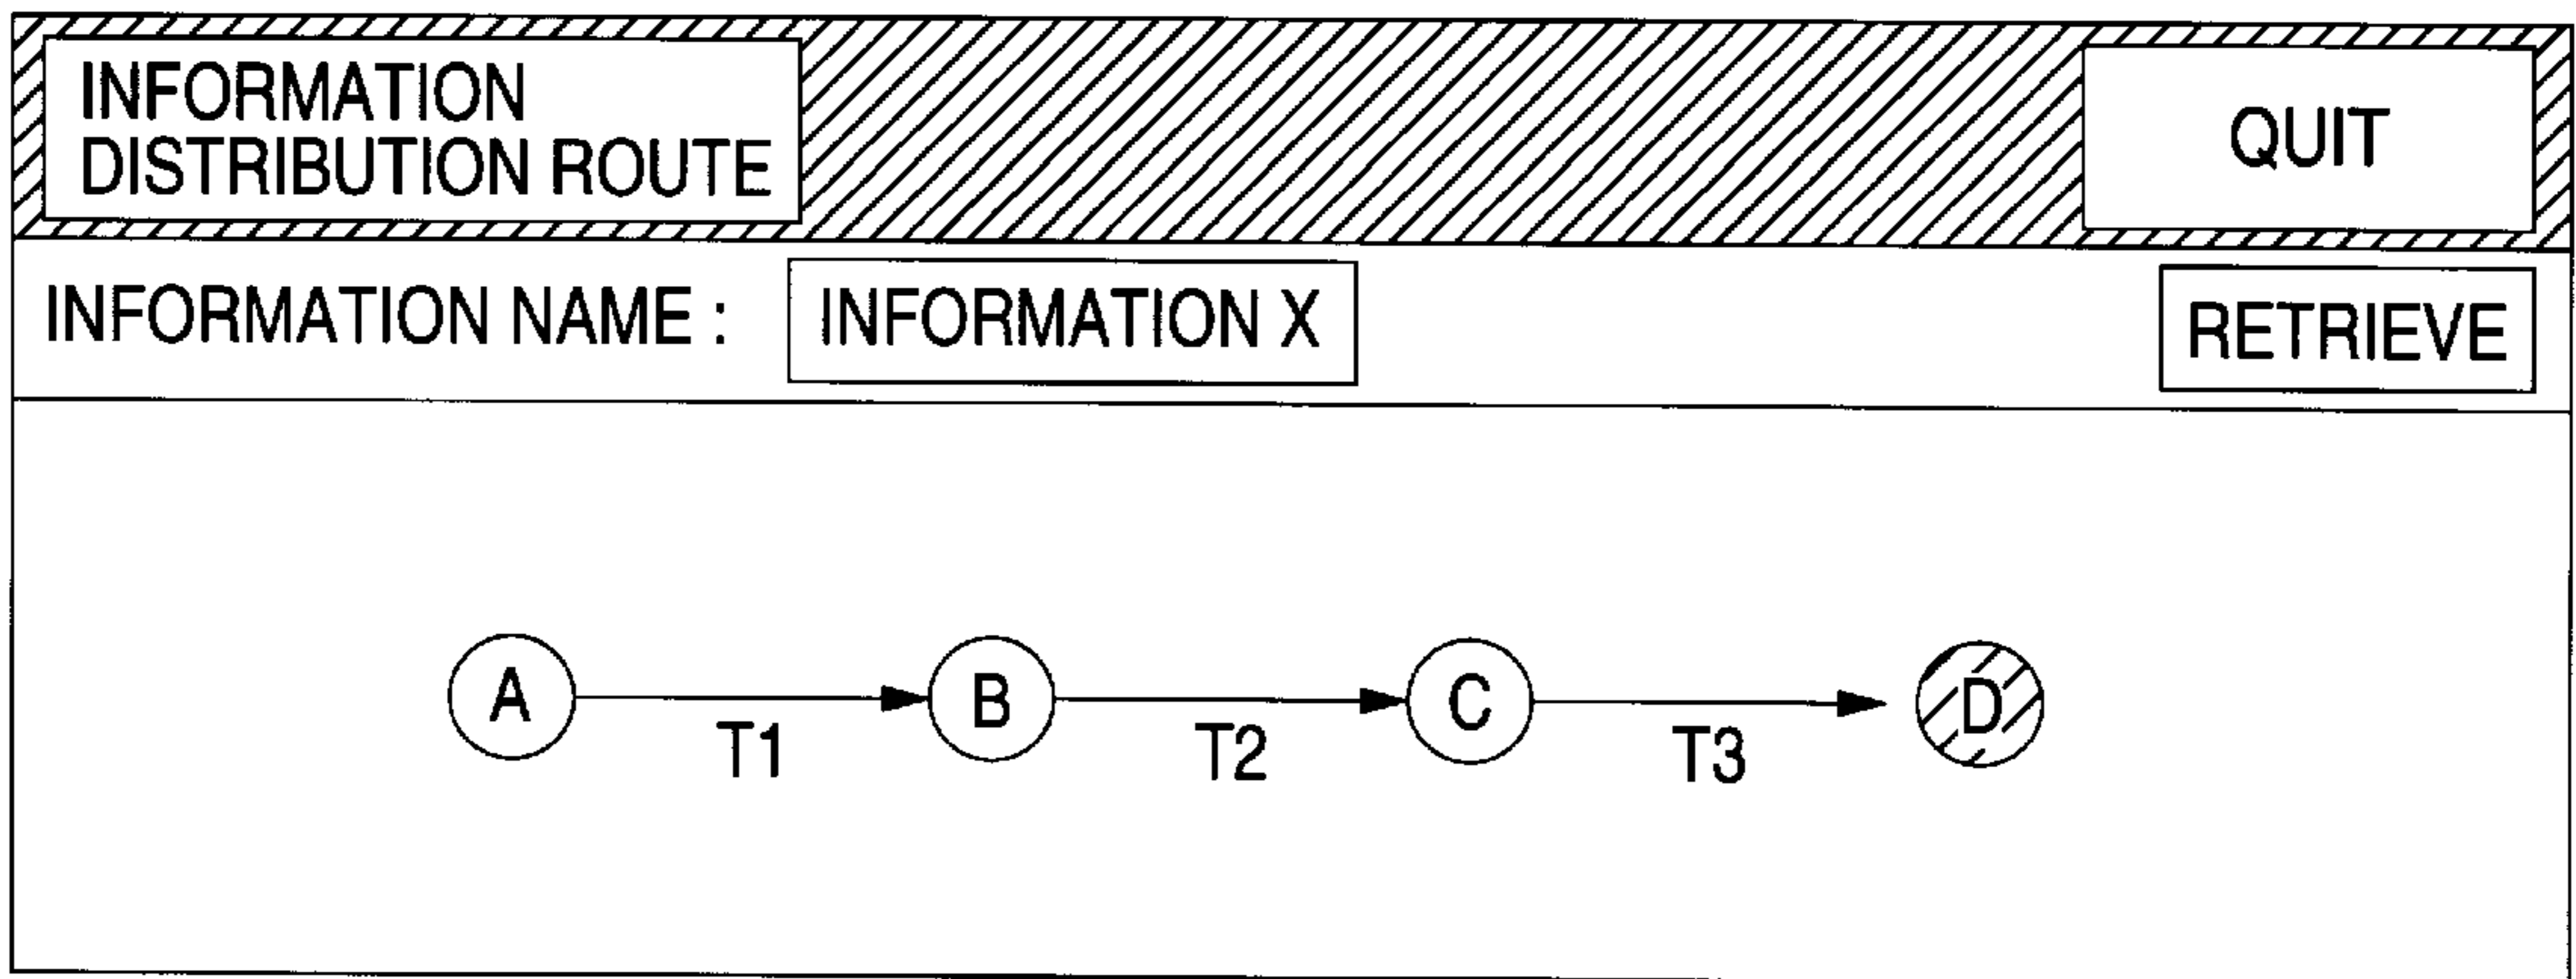 INFORMATION
DISTRIBUTION ROUTE
QUIT
INFORMATION NAME :
INFORMATION X
RETRIEVE
A
B
C
D
T1
T2
T3